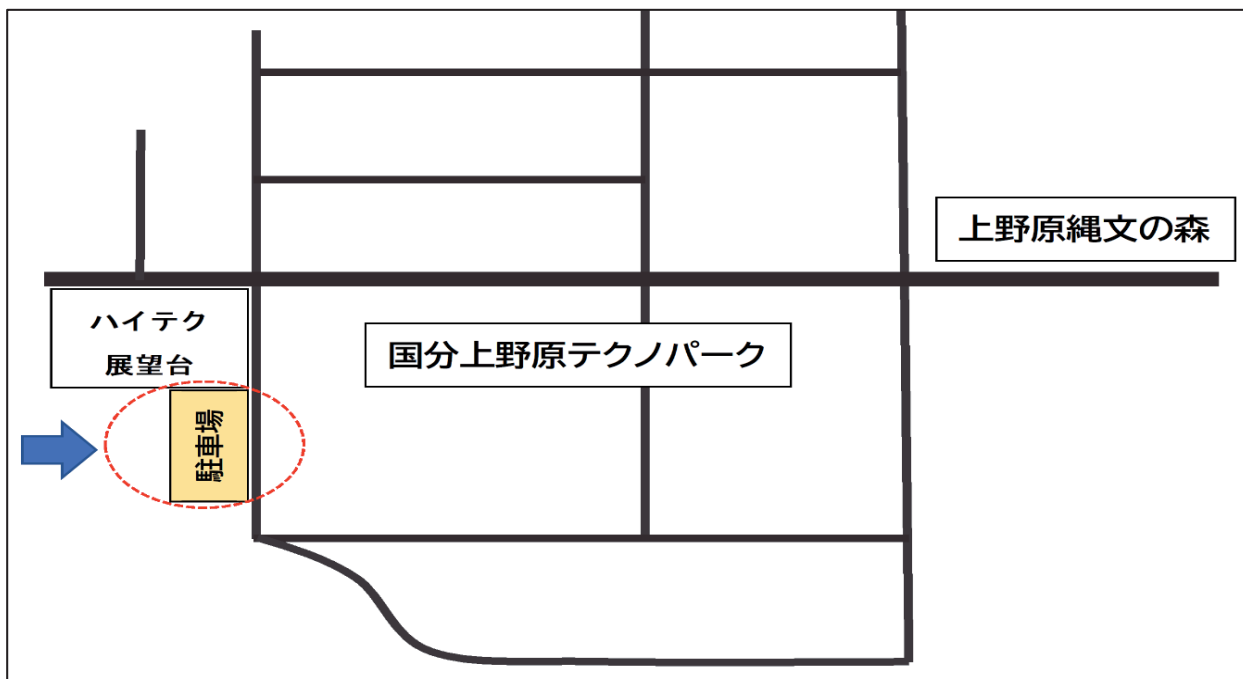 上野原縄文の森
ハイテク
展望台
国分上野原テクノパーク
駐車場